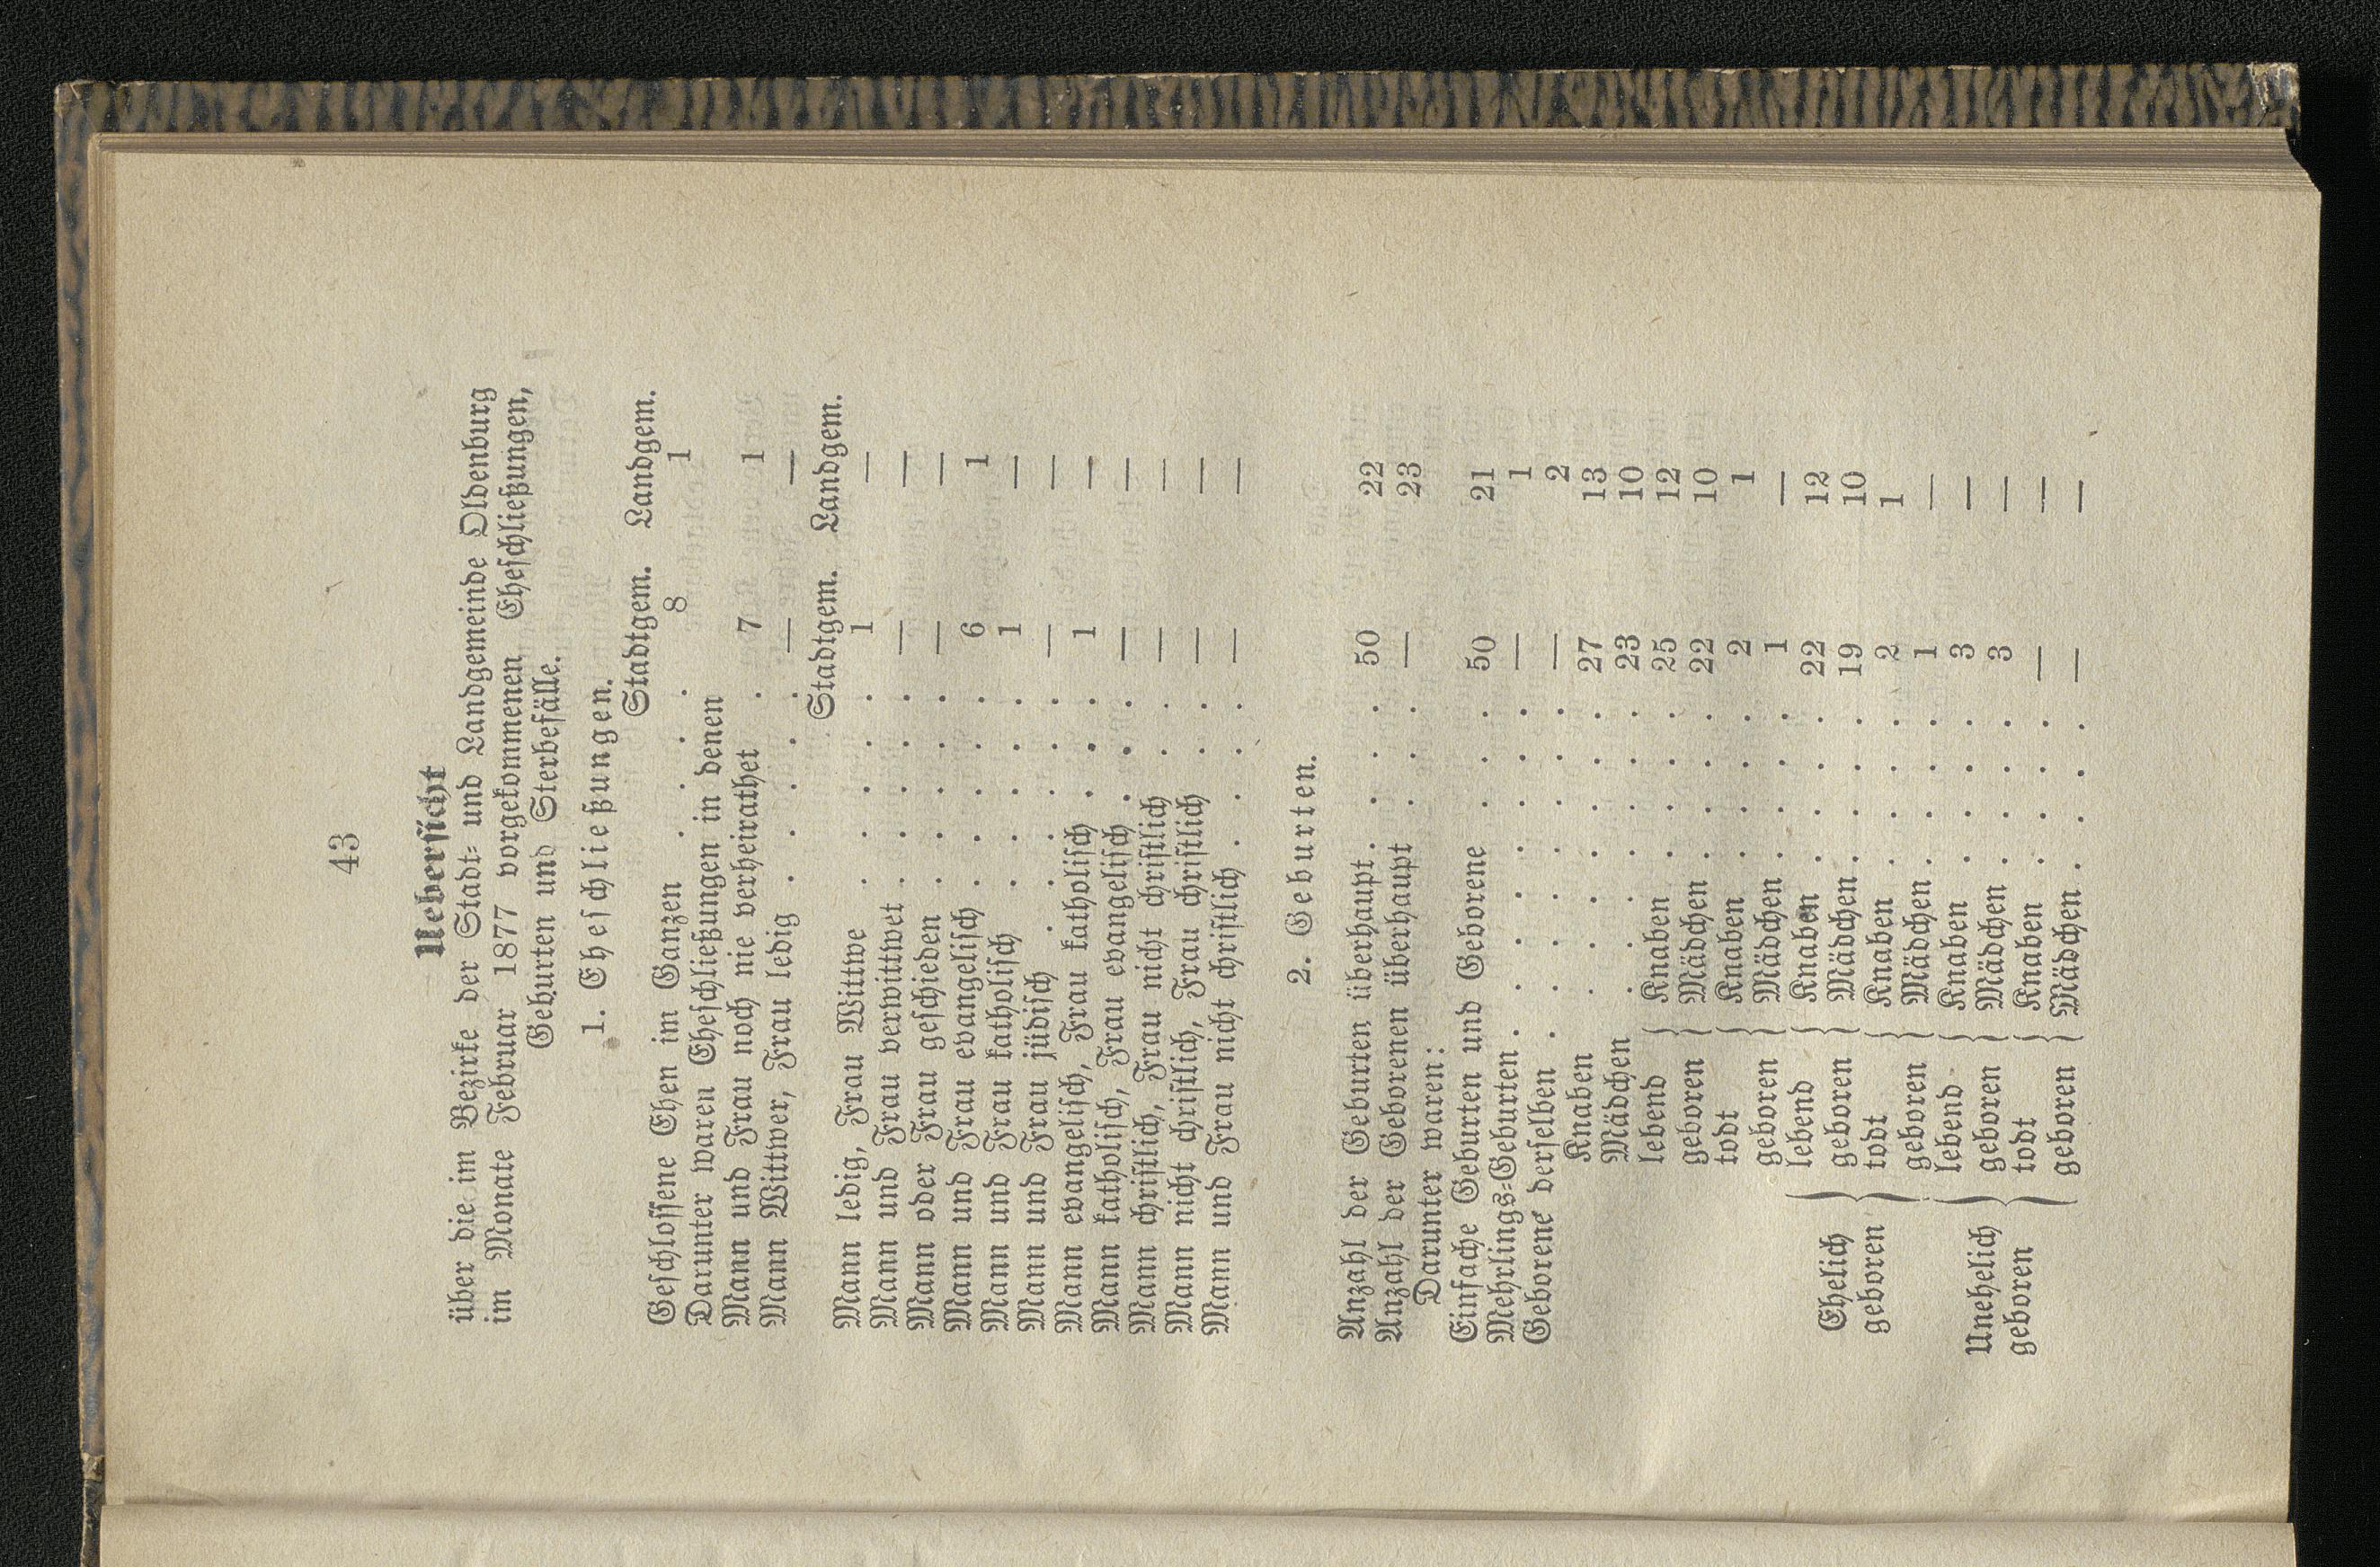 43
Uebersicht
über die im Bezirke der Stadt- und Landgemeinde Oldenburg
im Monate Februar 1877 vorgekommenen Eheschließungen,
Geburten und Sterbefälle.
1. Eheschließungen.
Stadtgem. Landgem.
Geschlossene Ehen im Ganzen . . . . 8 1
Darunter waren Eheschließungen in denen
Mann und Frau noch nie verheirathet . 7 1
Mann Wittwer, Frau ledig . . . . — —
Stadtgem. Landgem.
Mann ledig, Frau Wittwe . . . . . 1 —
Mann und Frau verwittwet . . . . . — —
Mann oder Frau geschieden . . . . . — —
Mann und Frau evangelisch . . . . . 6 1
Mann und Frau katholisch . . . . . 1 —
Mann und Frau jüdisch . . . . . . — —
Mann evangelisch, Frau katholisch . . . 1 —
Mann katholisch, Frau evangelisch . . . — —
Mann christlich, Frau nicht christlich . . — —
Mann nicht christlich, Frau christlich . . — —
Mann und Frau nicht christlich . . . . — —
2. Geburten.
Anzahl der Geburten überhaupt . . . . 50 22
Anzahl der Geborenen überhaupt . . . — 23
Darunter waren:
Einfache Geburten und Geborene . . . 50 21
Mehrlings-Geburten . . . . . . . . — 1
Geborene derselben . . . . . . . . — 2
Knaben . . . . . . . 27 13
Mädchen . . . . . . . 23 10
lebend } Knaben . . . . 25 12
geboren } Mädchen . . . . 22 10
todt } Knaben . . . . 2 1
geboren } Mädchen . . . . 1 —
Ehelich { lebend } Knaben . . . . 22 12
geboren } Mädchen . . . . 19 10
geboren { todt } Knaben . . . . 2 1
geboren } Mädchen . . . . 1 —
Unehelich { lebend } Knaben . . . . 3 —
geboren } Mädchen . . . . 3 —
geboren { todt } Knaben . . . . — —
geboren } Mädchen . . . . — —